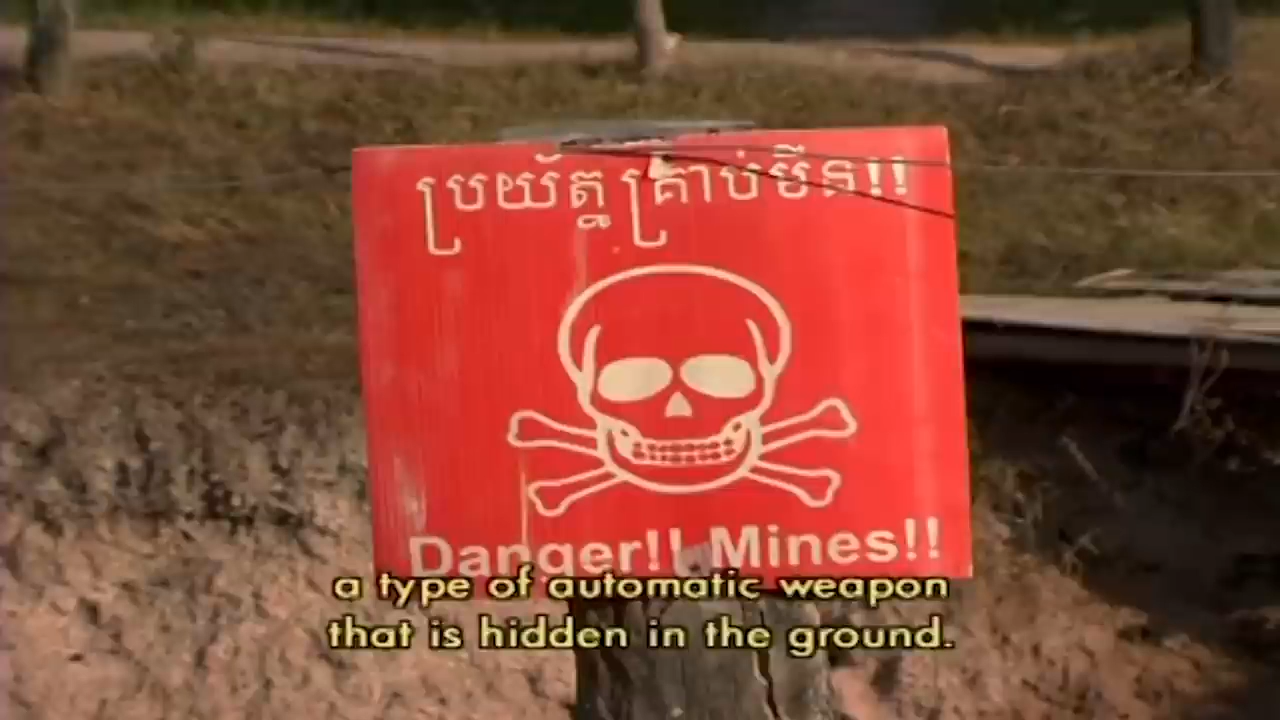 ប្រយ័ត្ន គ្រាប់មីន!!
Danger!! Mines!!
a type of automatic weapon
that is hidden in the ground.